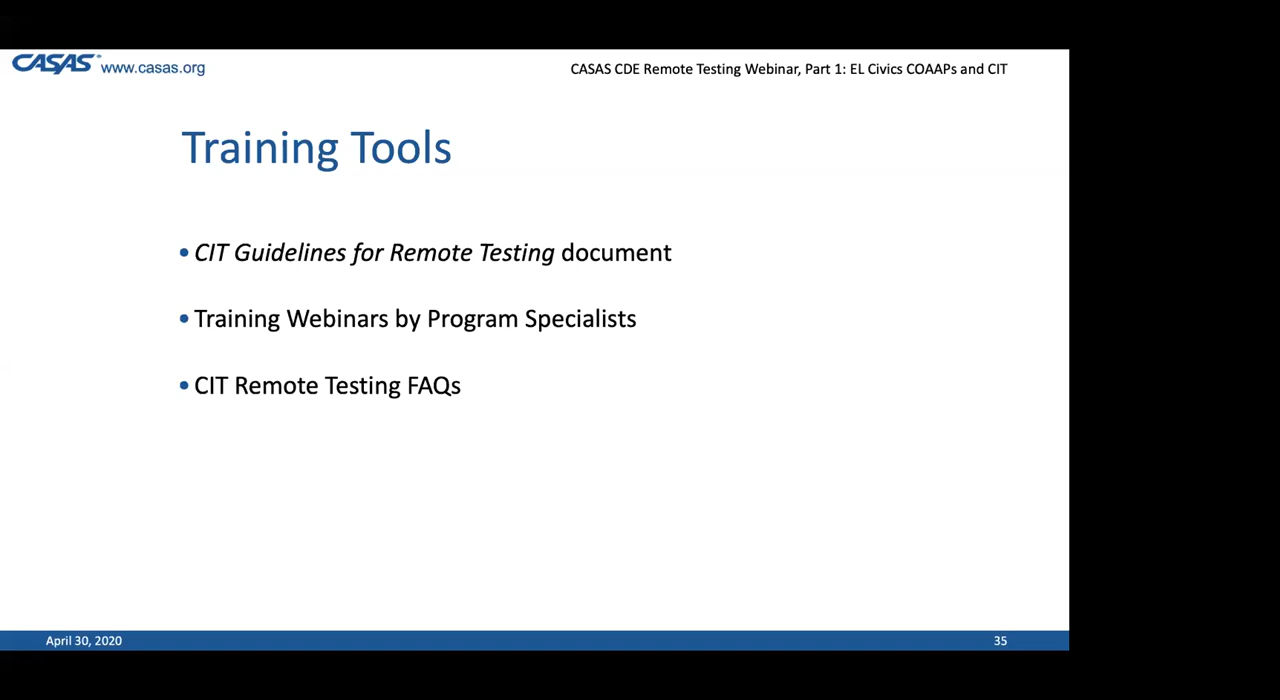 CASAS www.casas.org
CASAS CDE Remote Testing Webinar, Part 1: EL Civics COAAPs and CIT
Training Tools
• CIT Guidelines for Remote Testing document
• Training Webinars by Program Specialists
• CIT Remote Testing FAQs
April 30, 2020
35